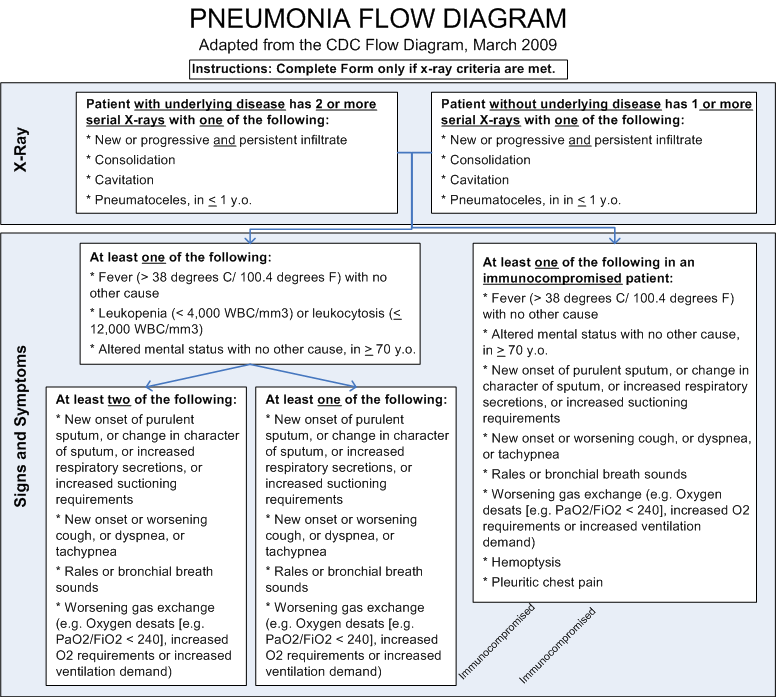 PNEUMONIA FLOW DIAGRAM
Adapted from the CDC Flow Diagram, March 2009
Instructions: Complete Form only if x-ray criteria are met.
X-Ray
Patient with underlying disease has 2 or more
serial X-rays with one of the following:
* New or progressive and persistent infiltrate
* Consolidation
* Cavitation
* Pneumatoceles, in ≤ 1 y.o.
Patient without underlying disease has 1 or more
serial X-rays with one of the following:
* New or progressive and persistent infiltrate
* Consolidation
* Cavitation
* Pneumatoceles, in in ≤ 1 y.o.
Signs and Symptoms
At least one of the following:
* Fever (> 38 degrees C/ 100.4 degrees F) with no
other cause
* Leukopenia (< 4,000 WBC/mm3) or leukocytosis (≤
12,000 WBC/mm3)
* Altered mental status with no other cause, in ≥ 70 y.o.
At least two of the following:
* New onset of purulent
sputum, or change in character
of sputum, or increased
respiratory secretions, or
increased suctioning
requirements
* New onset or worsening
cough, or dyspnea, or
tachypnea
* Rales or bronchial breath
sounds
* Worsening gas exchange
(e.g. Oxygen desats [e.g.
PaO2/FiO2 < 240], increased
O2 requirements or increased
ventilation demand)
At least one of the following:
* New onset of purulent
sputum, or change in character
of sputum, or increased
respiratory secretions, or
increased suctioning
requirements
* New onset or worsening
cough, or dyspnea, or
tachypnea
* Rales or bronchial breath
sounds
* Worsening gas exchange
(e.g. Oxygen desats [e.g.
PaO2/FiO2 < 240], increased
O2 requirements or increased
ventilation demand)
At least one of the following in an
immunocompromised patient:
* Fever (> 38 degrees C/ 100.4 degrees F)
with no other cause
* Altered mental status with no other cause,
in ≥ 70 y.o.
* New onset of purulent sputum, or change in
character of sputum, or increased respiratory
secretions, or increased suctioning
requirements
* New onset or worsening cough, or dyspnea,
or tachypnea
* Rales or bronchial breath sounds
* Worsening gas exchange (e.g. Oxygen
desats [e.g. PaO2/FiO2 < 240], increased O2
requirements or increased ventilation
demand)
* Hemoptysis
* Pleuritic chest pain
Immunocompromised
Immunocompromised